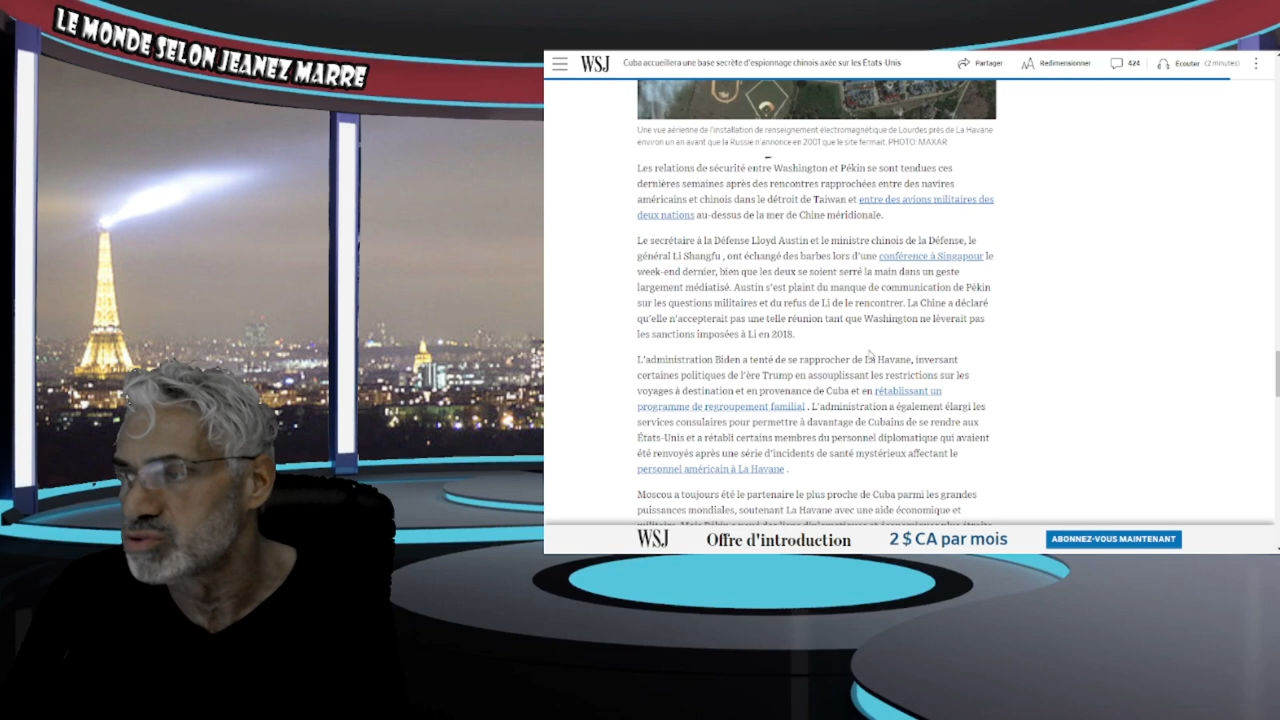 LE MONDE SELON JEANEZ MARRE
WSJ Cuba accueillera une base secrète d'espionnage chinois axée sur les États-Unis Partager Redimensionner 424 Écouter (2 minutes)
Une vue aérienne de l'installation de renseignement électromagnétique de Lourdes près de La Havane
environ un an avant que la Russie n'annonce en 2001 que le site fermait. PHOTO: MAXAR
Les relations de sécurité entre Washington et Pékin se sont tendues ces
dernières semaines après des rencontres rapprochées entre des navires
américains et chinois dans le détroit de Taiwan et entre des avions militaires des
deux nations au-dessus de la mer de Chine méridionale.
Le secrétaire à la Défense Lloyd Austin et le ministre chinois de la Défense, le
général Li Shangfu , ont échangé des barbes lors d'une conférence à Singapour le
week-end dernier, bien que les deux se soient serré la main dans un geste
largement médiatisé. Austin s'est plaint du manque de communication de Pékin
sur les questions militaires et du refus de Li de le rencontrer. La Chine a déclaré
qu'elle n'accepterait pas une telle réunion tant que Washington ne lèverait pas
les sanctions imposées à Li en 2018.
L'administration Biden a tenté de se rapprocher de La Havane, inversant
certaines politiques de l'ère Trump en assouplissant les restrictions sur les
voyages à destination et en provenance de Cuba et en rétablissant un
programme de regroupement familial . L'administration a également élargi les
services consulaires pour permettre à davantage de Cubains de se rendre aux
États-Unis et a rétabli certains membres du personnel diplomatique qui avaient
été renvoyés après une série d'incidents de santé mystérieux affectant le
personnel américain à La Havane .
Moscou a toujours été le partenaire le plus proche de Cuba parmi les grandes
puissances mondiales, soutenant La Havane avec une aide économique et
WSJ Offre d'introduction 2 $ CA par mois ABONNEZ-VOUS MAINTENANT